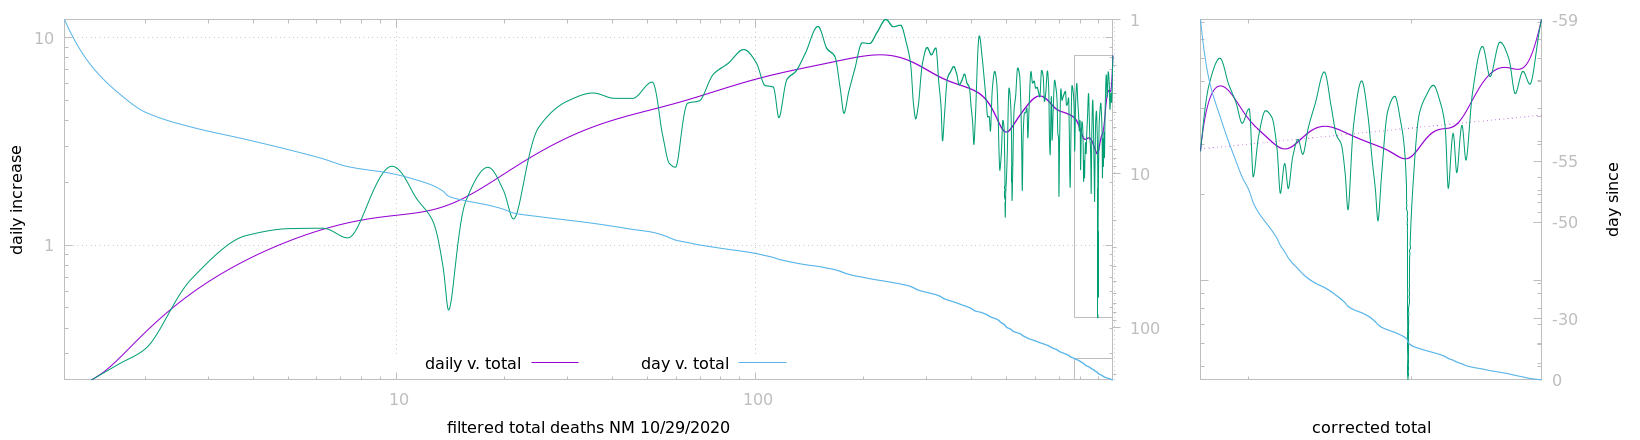 10
1
daily increase
daily v. total
day v. total
10
100
filtered total deaths NM 10/29/2020
1
10
100
-59
-55
-50
-30
0
day since
corrected total